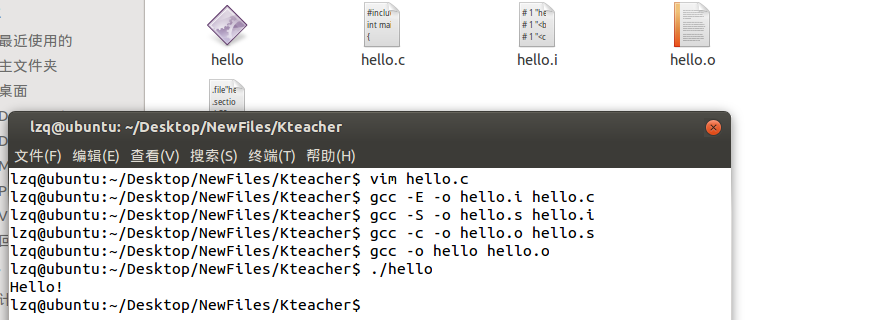 最近使用的
主文件夹
桌面
hello
hello.c
hello.i
hello.o
#inclu
int mai
{
# 1 "he
# 1 "<b
# 1 "<c
.file"he
.sectio
lzq@ubuntu: ~/Desktop/NewFiles/Kteacher
文件(F) 编辑(E) 查看(V) 搜索(S) 终端(T) 帮助(H)
lzq@ubuntu:~/Desktop/NewFiles/Kteacher$ vim hello.c
lzq@ubuntu:~/Desktop/NewFiles/Kteacher$ gcc -E -o hello.i hello.c
lzq@ubuntu:~/Desktop/NewFiles/Kteacher$ gcc -S -o hello.s hello.i
lzq@ubuntu:~/Desktop/NewFiles/Kteacher$ gcc -c -o hello.o hello.s
lzq@ubuntu:~/Desktop/NewFiles/Kteacher$ gcc -o hello hello.o
lzq@ubuntu:~/Desktop/NewFiles/Kteacher$ ./hello
Hello!
lzq@ubuntu:~/Desktop/NewFiles/Kteacher$